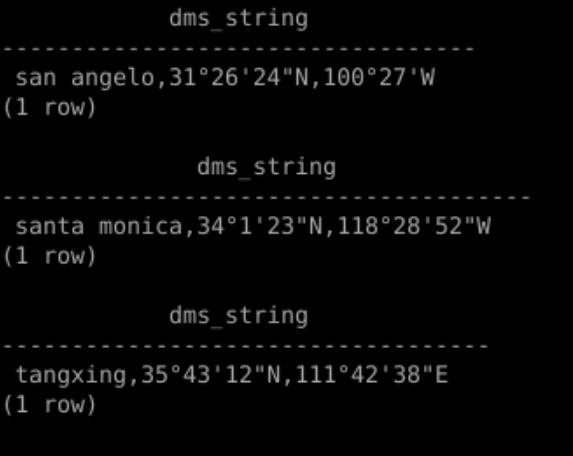 dms_string
----------------------------------
san angelo,31°26'24"N,100°27'W
(1 row)
dms_string
--------------------------------------
santa monica,34°1'23"N,118°28'52"W
(1 row)
dms_string
-----------------------------------
tangxing,35°43'12"N,111°42'38"E
(1 row)